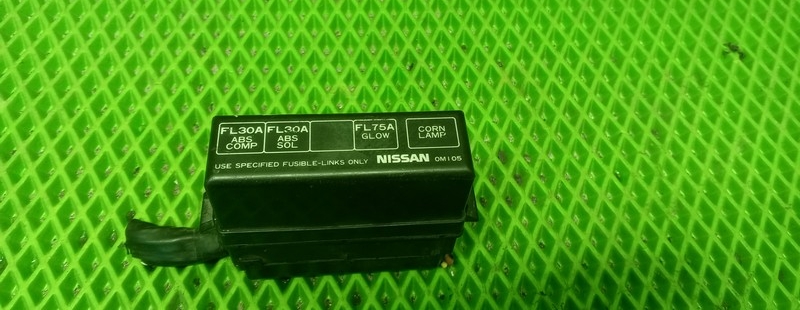 FL30A FL30A FL75A CORN
ABS ABS GLOW LAMP
COMP SOL
USE SPECIFIED FUSIBLE-LINKS ONLY NISSAN 0M105